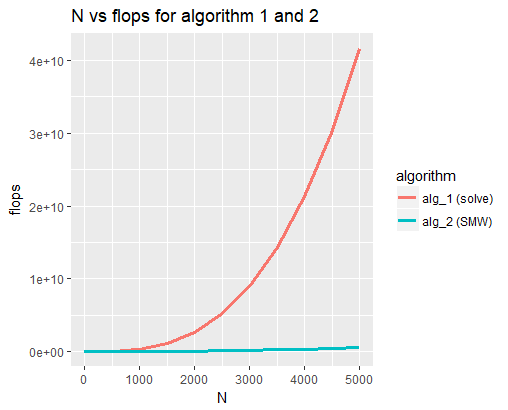 N vs flops for algorithm 1 and 2
4e+10
3e+10
2e+10
1e+10
0e+00
flops
0 1000 2000 3000 4000 5000
N
algorithm
alg_1 (solve)
alg_2 (SMW)